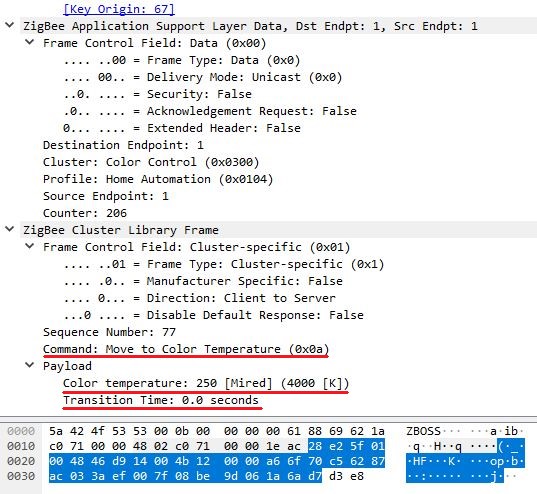 [Key Origin: 67]
ZigBee Application Support Layer Data, Dst Endpt: 1, Src Endpt: 1
Frame Control Field: Data (0x00)
.... ..00 = Frame Type: Data (0x0)
.... 00.. = Delivery Mode: Unicast (0x0)
..0. .... = Security: False
.0.. .... = Acknowledgement Request: False
0... .... = Extended Header: False
Destination Endpoint: 1
Cluster: Color Control (0x0300)
Profile: Home Automation (0x0104)
Source Endpoint: 1
Counter: 206
ZigBee Cluster Library Frame
Frame Control Field: Cluster-specific (0x01)
.... ..01 = Frame Type: Cluster-specific (0x1)
.... .0.. = Manufacturer Specific: False
.... 0... = Direction: Client to Server
...0 .... = Disable Default Response: False
Sequence Number: 77
Command: Move to Color Temperature (0x0a)
Payload
Color temperature: 250 [Mired] (4000 [K])
Transition Time: 0.0 seconds
0000 5a 42 4f 53 53 00 0b 00 00 00 00 61 88 69 62 1a ZBOSS··· ···a·ib·
0010 c0 71 00 00 48 02 c0 71 00 00 1e ac 28 e2 5f 01 ·q··H··q ····(·_·
0020 00 48 46 d9 14 00 4b 12 00 00 a6 6f 70 c5 62 87 ·HF···K· ···op·b·
0030 ac 03 3a ef 00 7f 08 be 9d 06 1a 6a d7 d3 e8 ··:····· ···j···